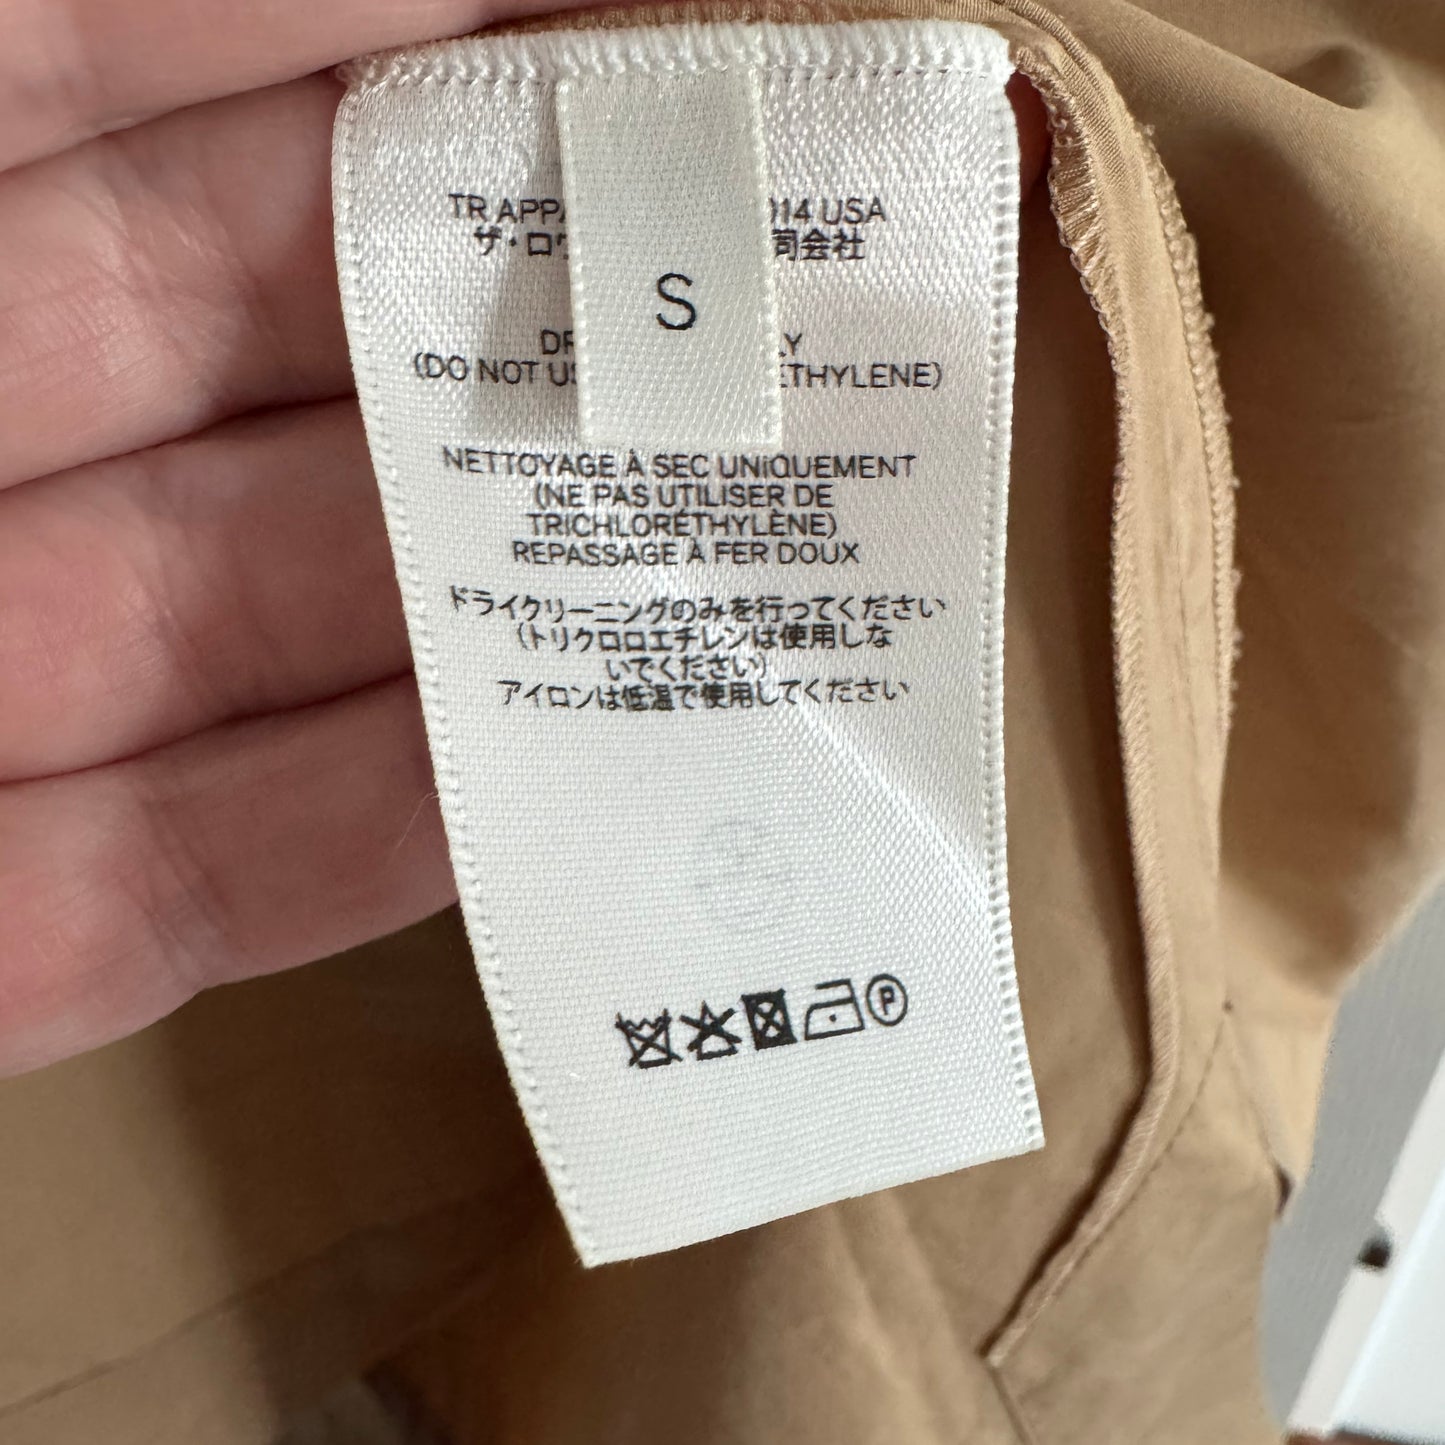 TR APPA 014 USA
ザ・ロ 同会社
S
(DO NOT US ETHYLENE)
NETTOYAGE À SEC UNIQUEMENT
(NE PAS UTILISER DE
TRICHLORÉTHYLÈNE)
REPASSAGE À FER DOUX
ドライクリーニングのみを行ってください
(トリクロロエチレンは使用しな
いでください)
アイロンは低温で使用してください
P